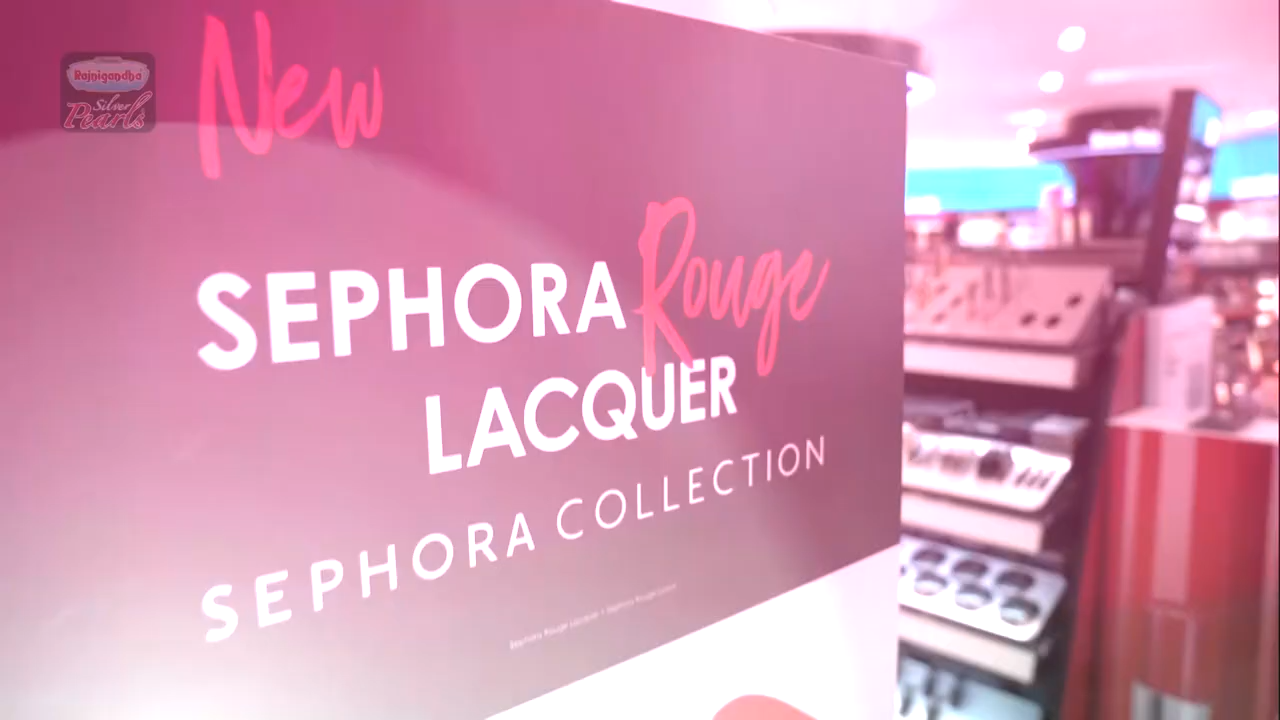 Rajnigandha
Silver
Pearls
New
SEPHORA Rouge
LACQUER
SEPHORA COLLECTION